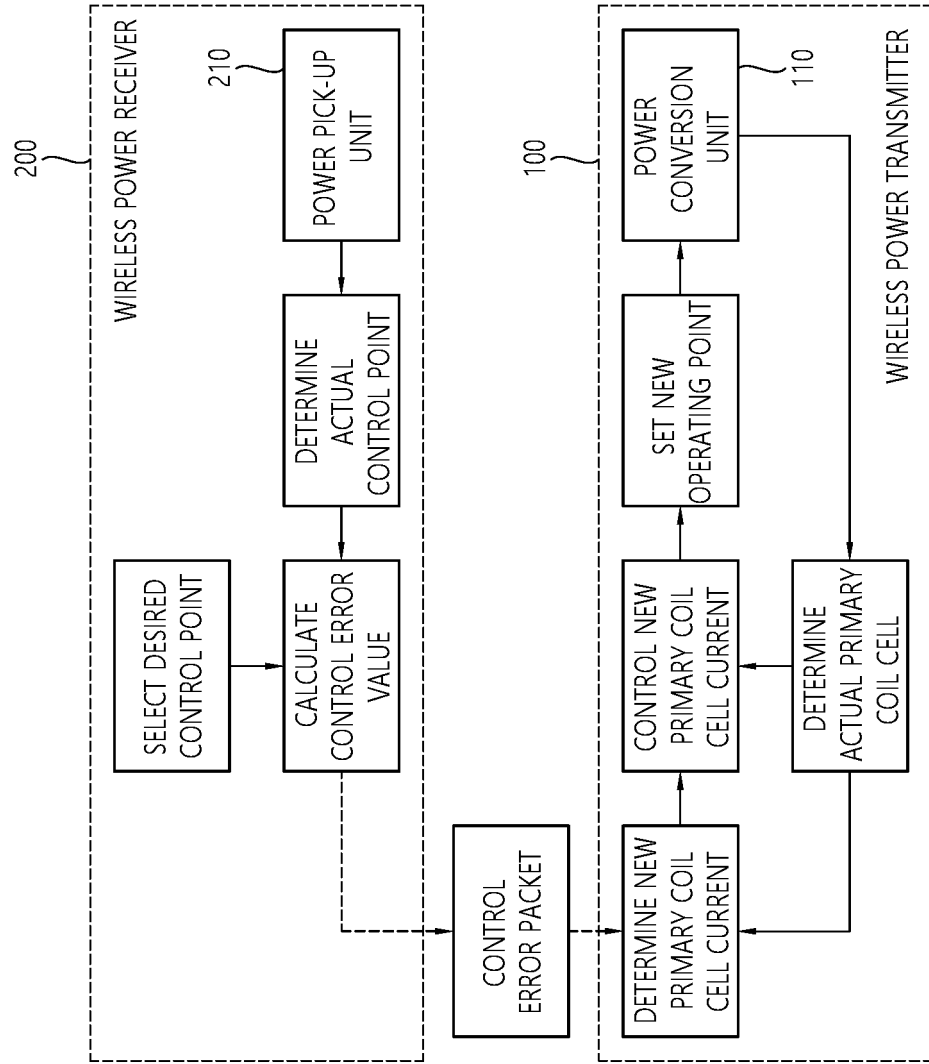 200
WIRELESS POWER RECEIVER
SELECT DESIRED
CONTROL POINT
CALCULATE
CONTROL ERROR
VALUE
DETERMINE
ACTUAL
CONTROL POINT
210
POWER PICK-UP
UNIT
CONTROL
ERROR PACKET
100
DETERMINE NEW
PRIMARY COIL
CELL CURRENT
CONTROL NEW
PRIMARY COIL
CELL CURRENT
SET NEW
OPERATING POINT
POWER
CONVERSION
UNIT
110
DETERMINE
ACTUAL PRIMARY
COIL CELL
WIRELESS POWER TRANSMITTER